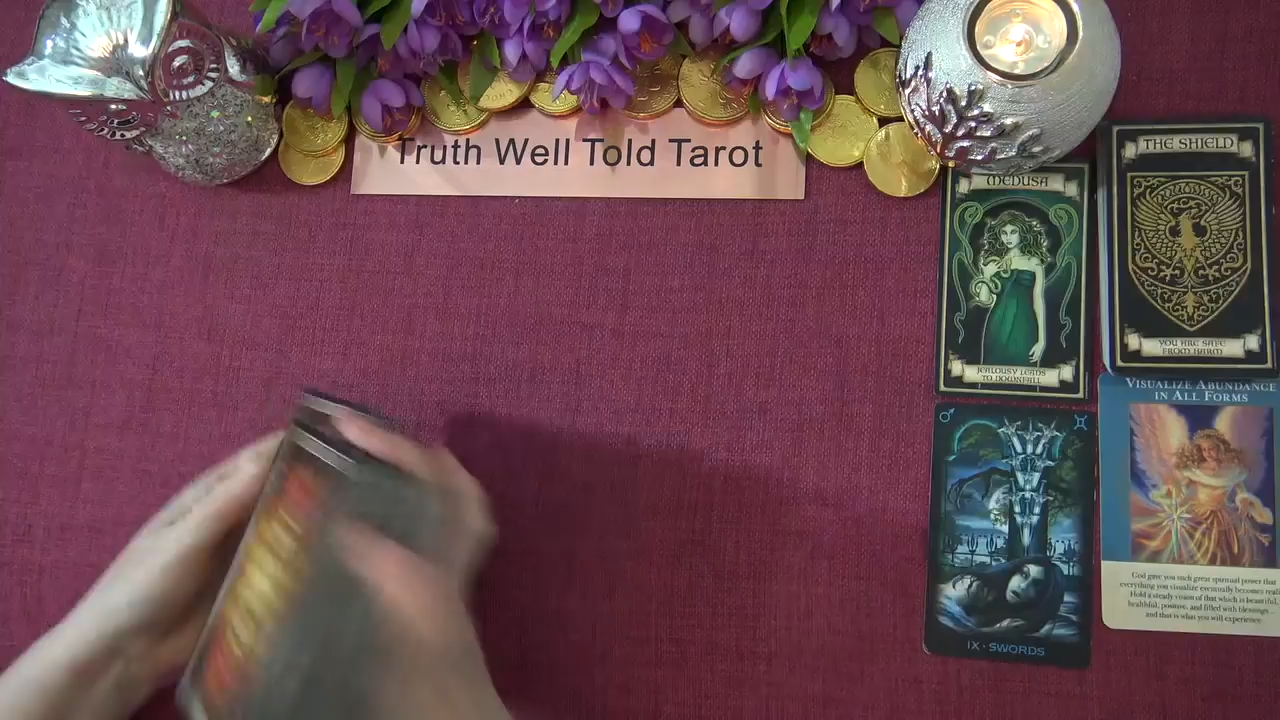 Truth Well Told Tarot
MEDUSA
JEALOUSY LEADS
TO DOWNFALL
THE SHIELD
YOU ARE SAFE
FROM HARM
IX · SWORDS
VISUALIZE ABUNDANCE
IN ALL FORMS
God gave you such great spiritual power that
everything you visualize eventually becomes
Hold a steady vision of that which is beautiful,
healthful, positive, and filled with blessings...
and that is what you will experience.